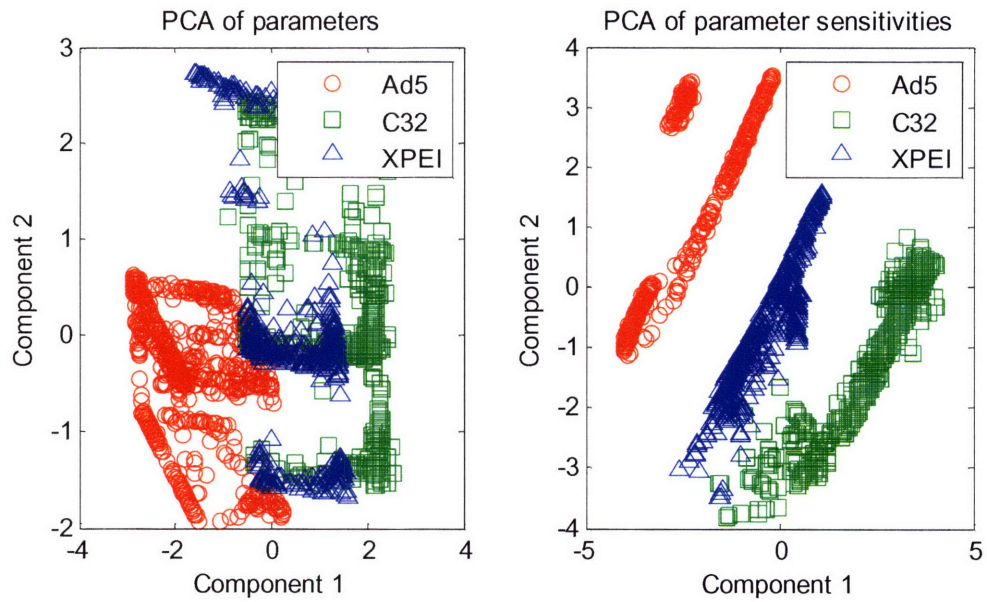 PCA of parameters
3
2
1
0
-1
-2
-4
-2
0
2
4
Component 2
Component 1
Ad5
C32
XPEI
PCA of parameter sensitivities
4
3
2
1
0
-1
-2
-3
-4
-5
0
5
Component 2
Component 1
Ad5
C32
XPEI